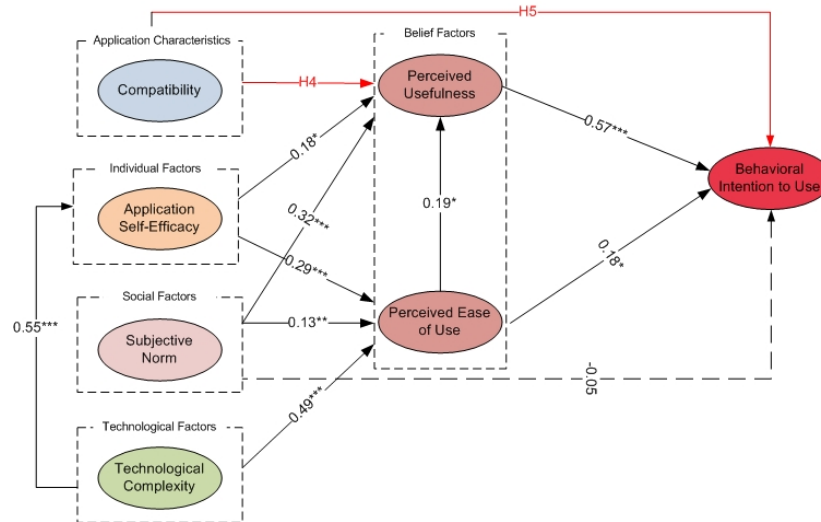 H5
Application Characteristics
Belief Factors
Compatibility
H4
Perceived
Usefulness
0.18*
0.57***
Individual Factors
Behavioral
Intention to Use
Application
Self-Efficacy
0.32***
0.19*
0.29***
0.18*
Social Factors
0.55***
Subjective
Norm
0.13**
Perceived Ease
of Use
-0.05
0.49***
Technological Factors
Technological
Complexity